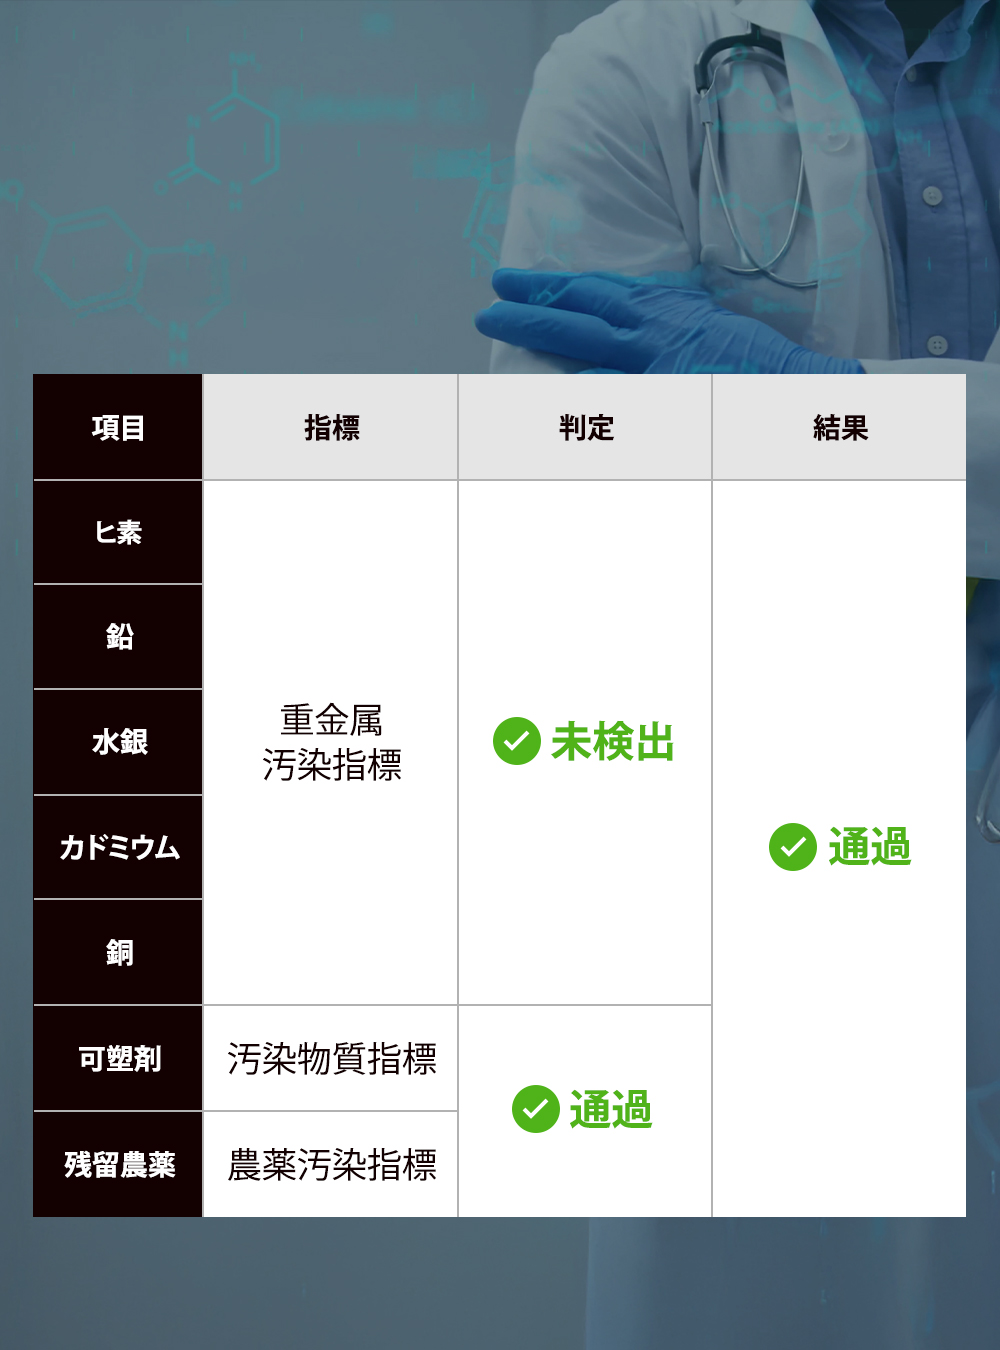 項目
指標
判定
結果
ヒ素
鉛
水銀
カドミウム
銅
重金属
汚染指標
未検出
通過
可塑剤
汚染物質指標
通過
残留農薬
農薬汚染指標